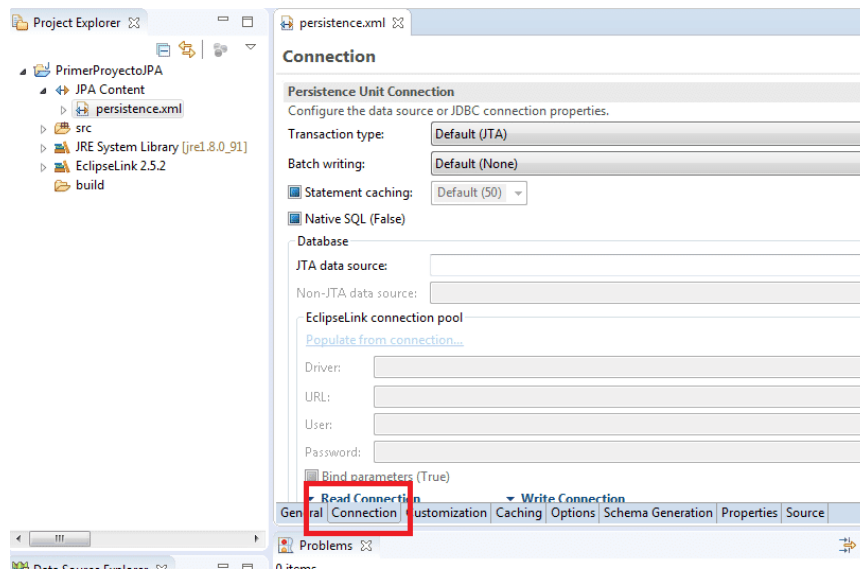 Project Explorer
PrimerProyectoJPA
JPA Content
persistence.xml
src
JRE System Library [jre1.8.0_91]
EclipseLink 2.5.2
build
Data Source Explorer
persistence.xml
Connection
Persistence Unit Connection
Configure the data source or JDBC connection properties.
Transaction type: Default (JTA)
Batch writing: Default (None)
Statement caching: Default (50)
Native SQL (False)
Database
JTA data source:
Non-JTA data source:
EclipseLink connection pool
Populate from connection...
Driver:
URL:
User:
Password:
Bind parameters (True)
Read Connection Write Connection
General Connection Customization Caching Options Schema Generation Properties Source
Problems
0 items